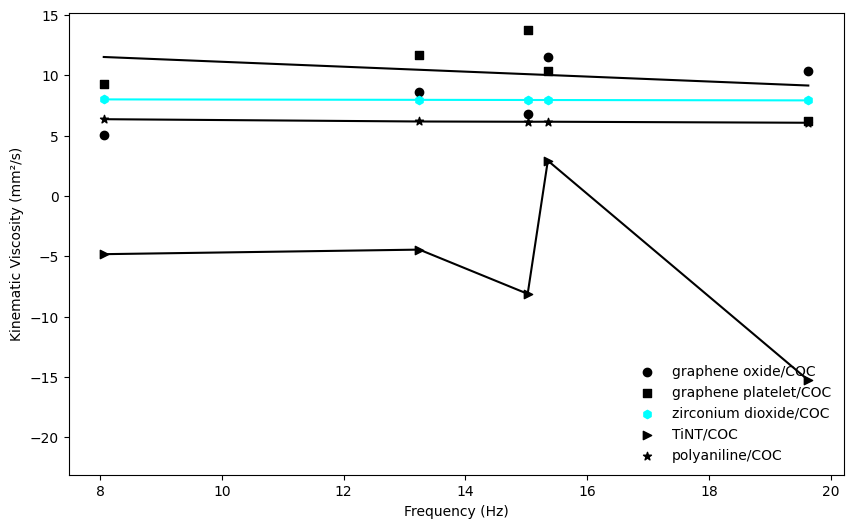 15
10
5
0
−5
−10
−15
−20
Kinematic Viscosity (mm²/s)
graphene oxide/COC
graphene platelet/COC
zirconium dioxide/COC
TiNT/COC
polyaniline/COC
8 10 12 14 16 18 20
Frequency (Hz)